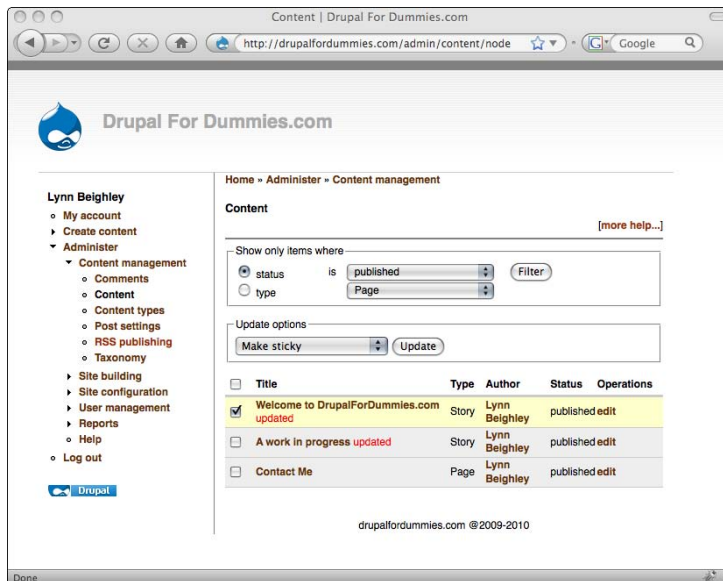 Content | Drupal For Dummies.com
http://drupalfordummies.com/admin/content/node
Google
Drupal For Dummies.com
Lynn Beighley
My account
Create content
Administer
Content management
Comments
Content
Content types
Post settings
RSS publishing
Taxonomy
Site building
Site configuration
User management
Reports
Help
Log out
Drupal
Home » Administer » Content management
Content
[more help...]
Show only items where
status is published Filter
type Page
Update options
Make sticky Update
Title Type Author Status Operations
Welcome to DrupalForDummies.com Story Lynn published edit
updated Beighley
A work in progress updated Story Lynn published edit
Beighley
Contact Me Page Lynn published edit
Beighley
drupalfordummies.com @2009-2010
Done